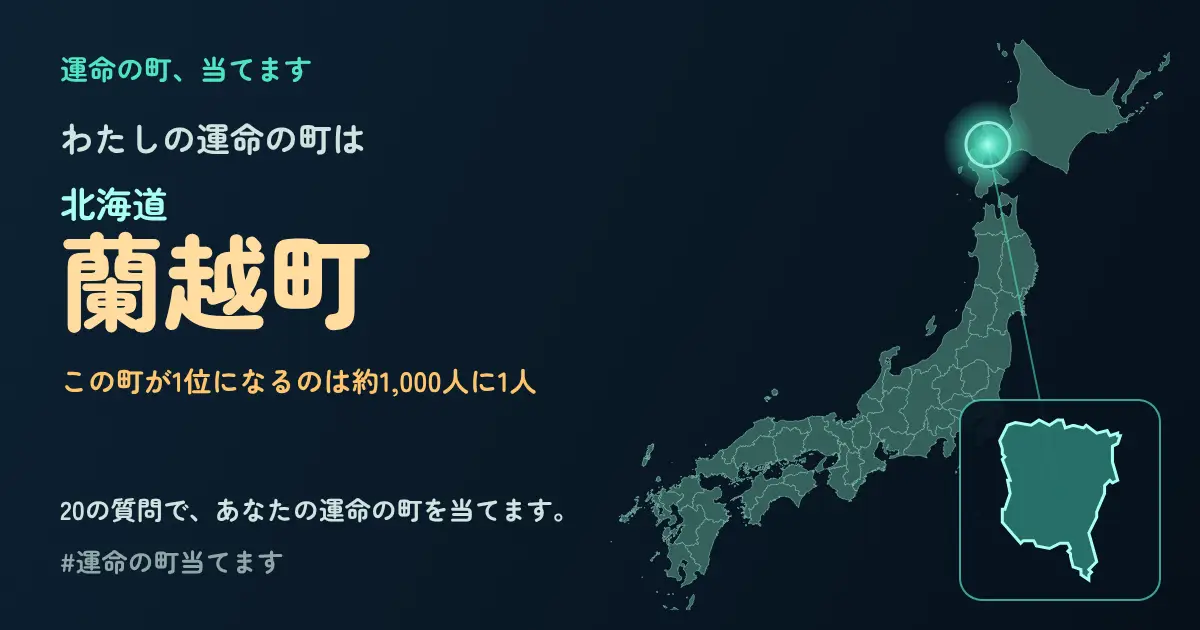 運命の町、当てます
わたしの運命の町は
北海道
蘭越町
この町が1位になるのは約1,000人に1人
20の質問で、あなたの運命の町を当てます。
#運命の町当てます